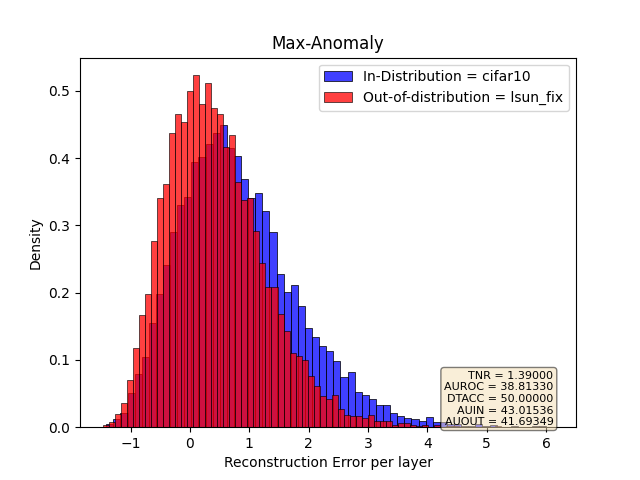 Max-Anomaly
In-Distribution = cifar10
Out-of-distribution = lsun_fix
Density
0.5
0.4
0.3
0.2
0.1
0.0
TNR = 1.39000
AUROC = 38.81330
DTACC = 50.00000
AUIN = 43.01536
AUOUT = 41.69349
−1 0 1 2 3 4 5 6
Reconstruction Error per layer